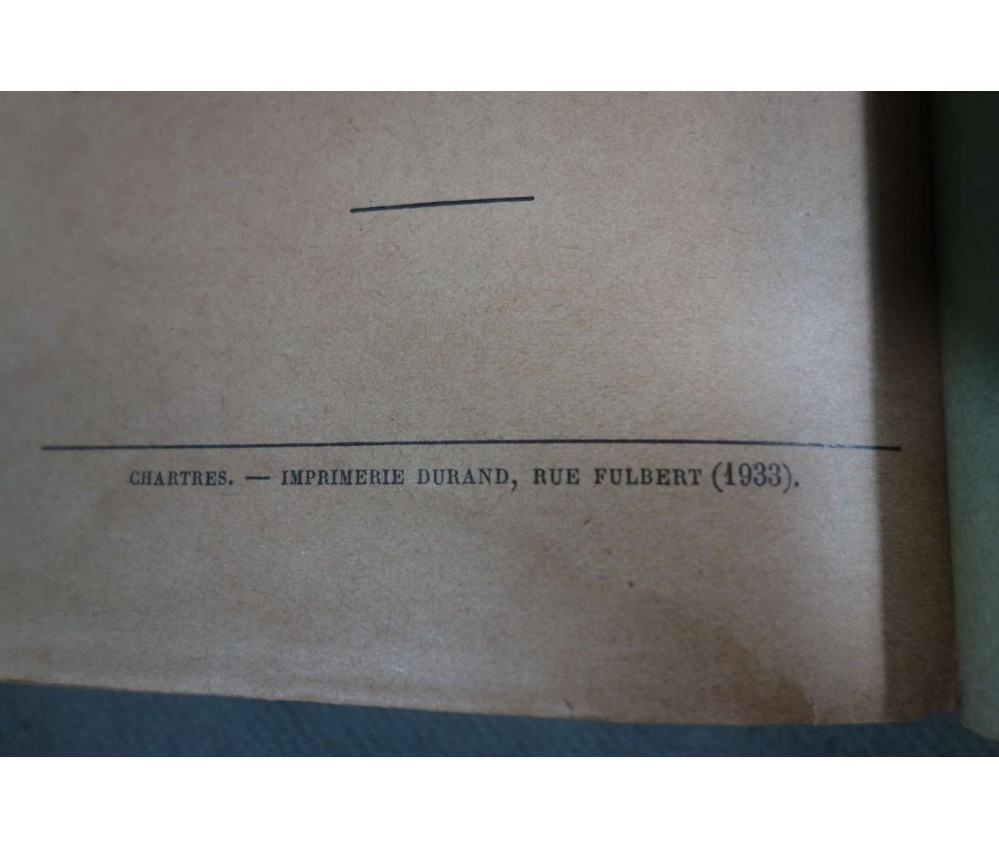 CHARTRES. — IMPRIMERIE DURAND, RUE FULBERT (1933).